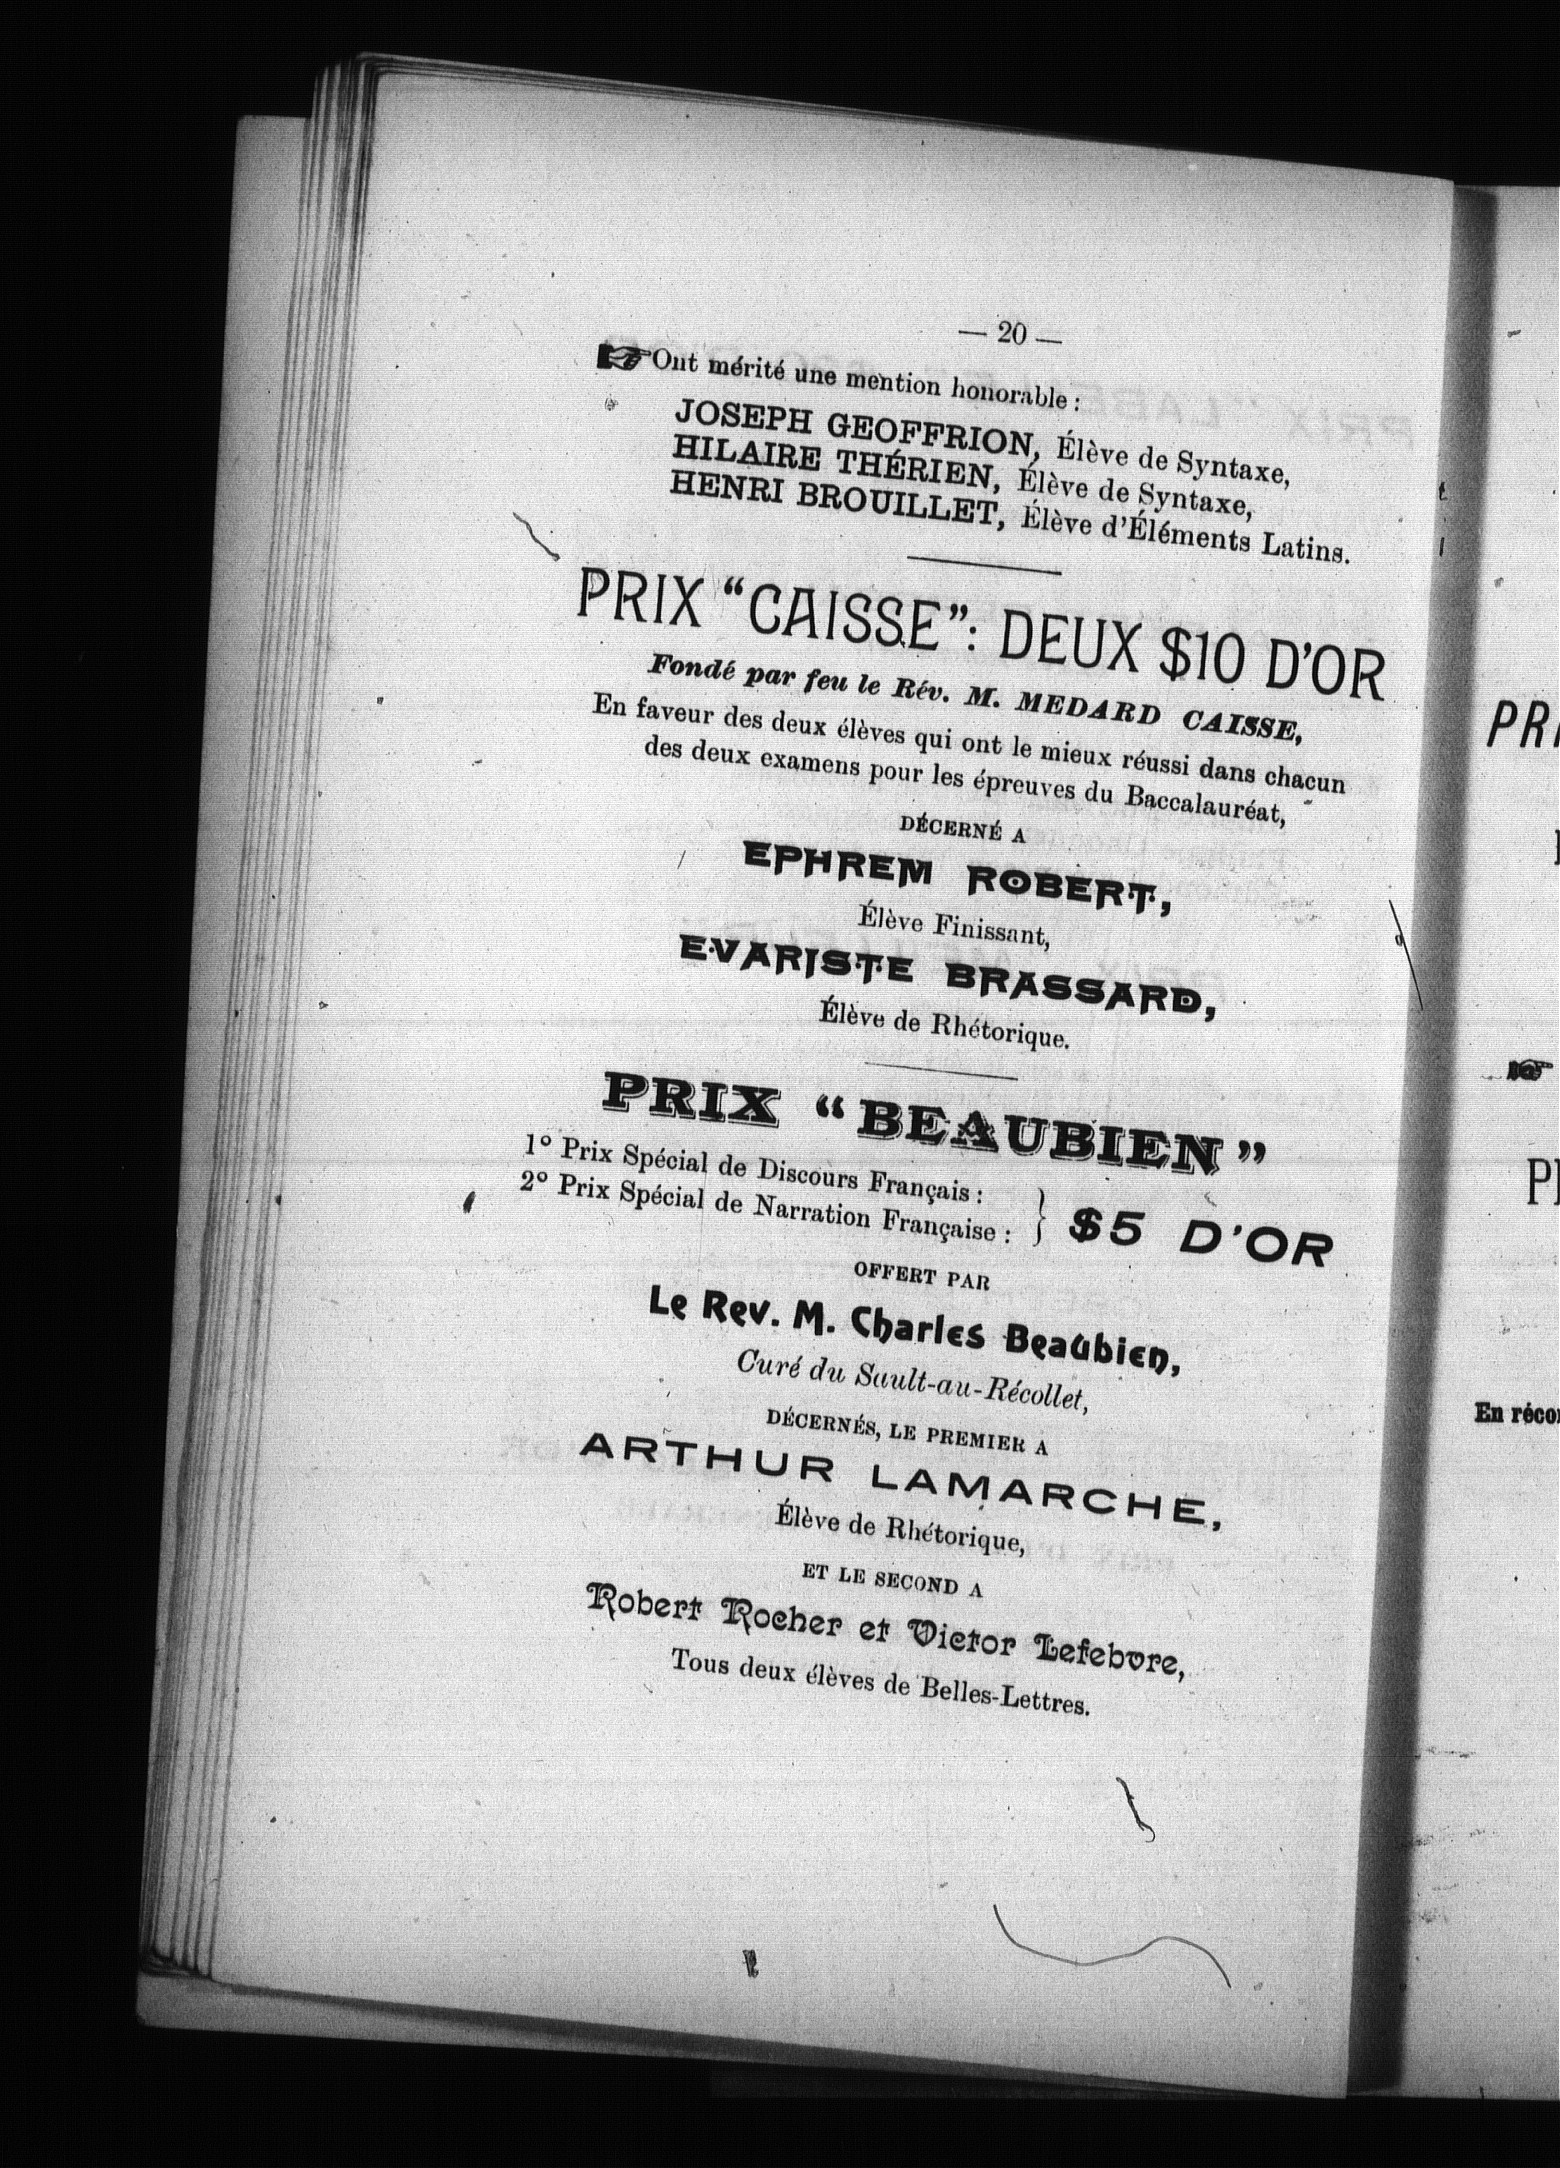 — 20 —
☞ Ont mérité une mention honorable :
JOSEPH GEOFFRION, Élève de Syntaxe,
HILAIRE THÉRIEN, Élève de Syntaxe,
HENRI BROUILLET, Élève d'Éléments Latins.
PRIX “CAISSE”: DEUX $10 D'OR
Fondé par feu le Rév. M. MEDARD CAISSE,
En faveur des deux élèves qui ont le mieux réussi dans chacun
des deux examens pour les épreuves du Baccalauréat,
DÉCERNÉ A
EPHREM ROBERT,
Élève Finissant,
EVARISTE BRASSARD,
Élève de Rhétorique.
PRIX “BEAUBIEN”
1° Prix Spécial de Discours Français :
2° Prix Spécial de Narration Française : } $5 D'OR
OFFERT PAR
Le Rev. M. Charles Beaubien,
Curé du Sault-au-Récollet,
DÉCERNÉS, LE PREMIER A
ARTHUR LAMARCHE,
Élève de Rhétorique,
ET LE SECOND A
Robert Rocher et Victor Lefebvre,
Tous deux élèves de Belles-Lettres.
En